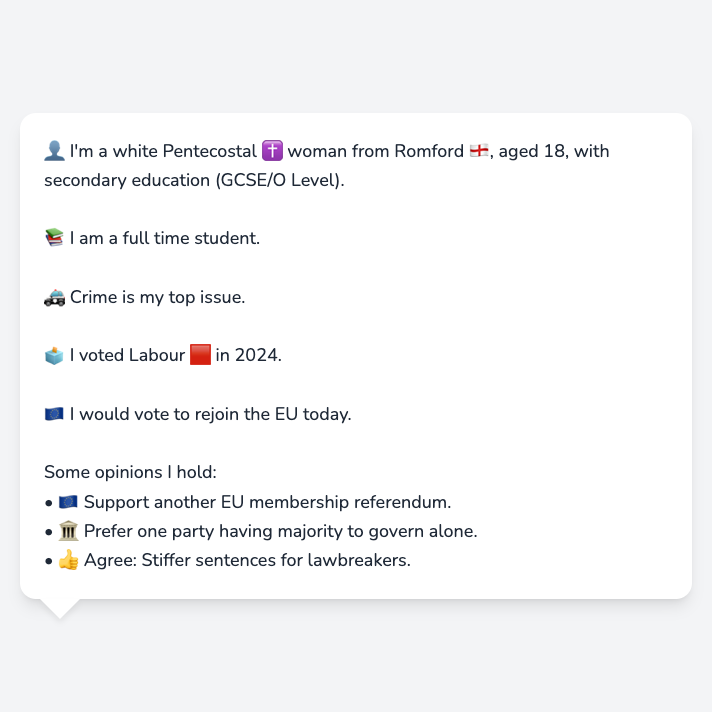 👤 I'm a white Pentecostal ✝️ woman from Romford 🏴󠁧󠁢󠁥󠁮󠁧󠁿, aged 18, with
secondary education (GCSE/O Level).
📚 I am a full time student.
🚓 Crime is my top issue.
🗳️ I voted Labour 🟥 in 2024.
🇪🇺 I would vote to rejoin the EU today.
Some opinions I hold:
• 🇪🇺 Support another EU membership referendum.
• 🏛️ Prefer one party having majority to govern alone.
• 👍 Agree: Stiffer sentences for lawbreakers.